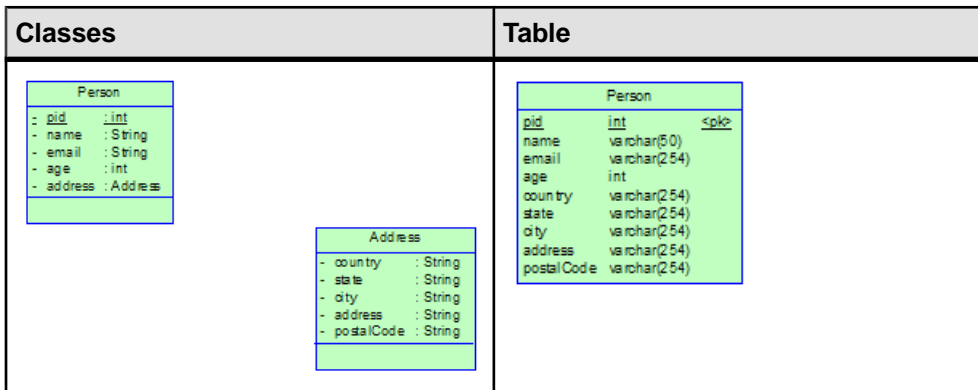 Classes
Table
Person
- pid : int
- name : String
- email : String
- age : int
- address : Address
Address
- country : String
- state : String
- city : String
- address : String
- postalCode : String
Person
pid int <pk>
name varchar(50)
email varchar(254)
age int
country varchar(254)
state varchar(254)
city varchar(254)
address varchar(254)
postalCode varchar(254)